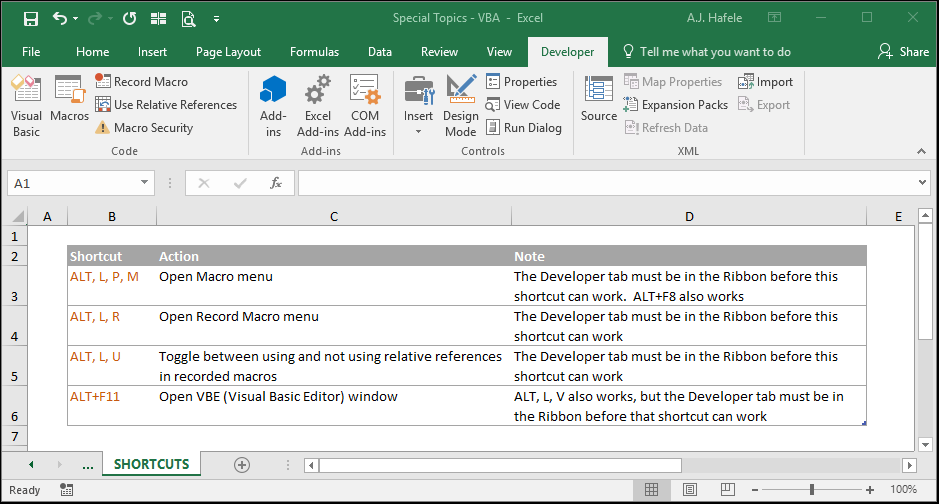 Special Topics - VBA - Excel
A.J. Hafele
File Home Insert Page Layout Formulas Data Review View Developer Tell me what you want to do Share
Visual Basic
Macros
Record Macro
Use Relative References
Macro Security
Code
Add-ins
Excel Add-ins
COM Add-ins
Add-ins
Insert
Design Mode
Properties
View Code
Run Dialog
Controls
Source
Map Properties
Expansion Packs
Refresh Data
Import
Export
XML
A1
fx
A B C D E
1
2 Shortcut Action Note
3 ALT, L, P, M Open Macro menu The Developer tab must be in the Ribbon before this
shortcut can work. ALT+F8 also works
4 ALT, L, R Open Record Macro menu The Developer tab must be in the Ribbon before this
shortcut can work
5 ALT, L, U Toggle between using and not using relative references The Developer tab must be in the Ribbon before this
in recorded macros shortcut can work
6 ALT+F11 Open VBE (Visual Basic Editor) window ALT, L, V also works, but the Developer tab must be in
the Ribbon before that shortcut can work
7
... SHORTCUTS
Ready
100%